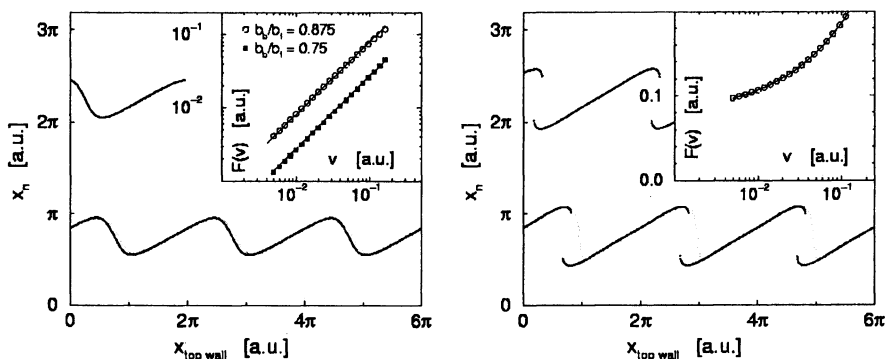 3π
2π
π
0
x_n [a.u.]
0
2π
4π
6π
x_top wall [a.u.]
10⁻¹
10⁻²
F(v) [a.u.]
b_b/b_t = 0.875
b_b/b_t = 0.75
v [a.u.]
10⁻²
10⁻¹
3π
2π
π
0
x_n [a.u.]
0
2π
4π
6π
x_top wall [a.u.]
0.1
0.0
F(v) [a.u.]
v [a.u.]
10⁻²
10⁻¹